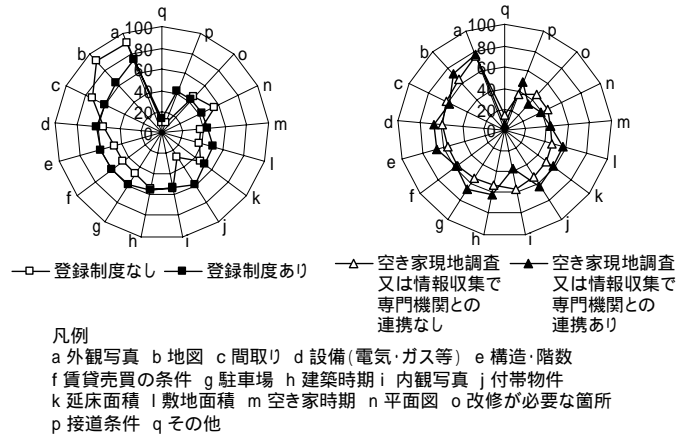 q
p
o
n
m
l
k
j
i
h
g
f
e
d
c
b
a
100
80
60
40
20
0
登録制度なし 登録制度あり
q
p
o
n
m
l
k
j
i
h
g
f
e
d
c
b
a
100
80
60
40
20
0
空き家現地調査
又は情報収集で
専門機関との
連携なし
空き家現地調査
又は情報収集で
専門機関との
連携あり
凡例
a 外観写真 b 地図 c 間取り d 設備(電気・ガス等) e 構造・階数
f 賃貸売買の条件 g 駐車場 h 建築時期 i 内観写真 j 付帯物件
k 延床面積 l 敷地面積 m 空き家時期 n 平面図 o 改修が必要な箇所
p 接道条件 q その他